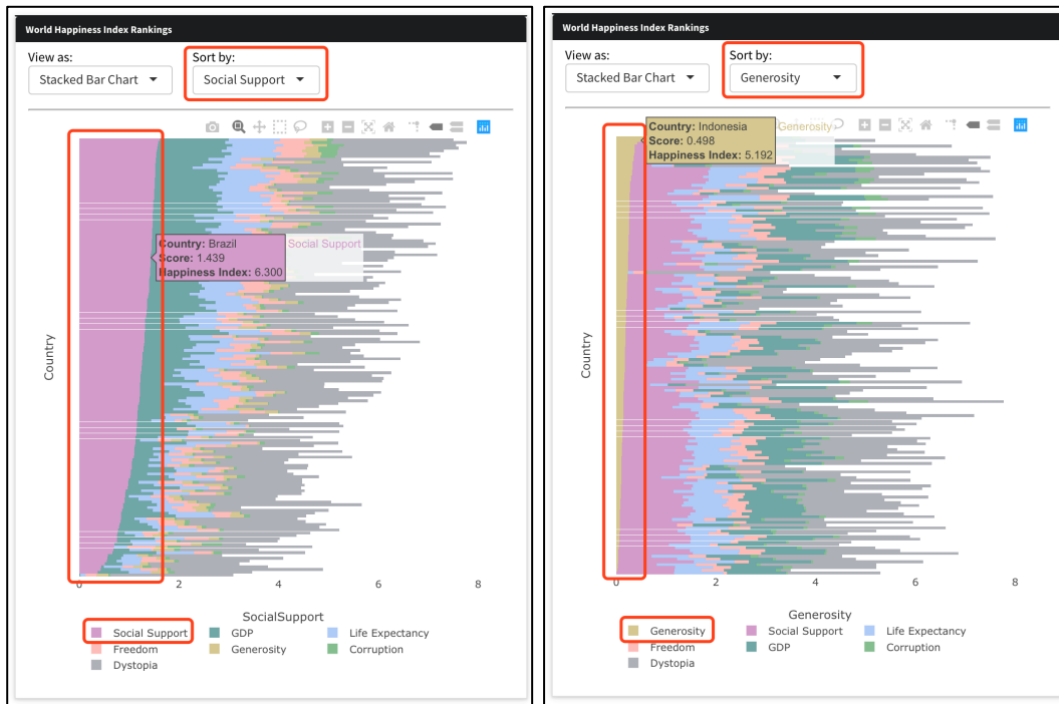 World Happiness Index Rankings
View as:
Sort by:
Stacked Bar Chart
Social Support
Country: Brazil
Social Support
Score: 1.439
Happiness Index: 6.300
Country
0
2
4
6
8
SocialSupport
Social Support
GDP
Life Expectancy
Freedom
Generosity
Corruption
Dystopia
World Happiness Index Rankings
View as:
Sort by:
Stacked Bar Chart
Generosity
Country: Indonesia
Generosity
Score: 0.498
Happiness Index: 5.192
Country
0
2
4
6
8
Generosity
Generosity
Social Support
Life Expectancy
Freedom
GDP
Corruption
Dystopia